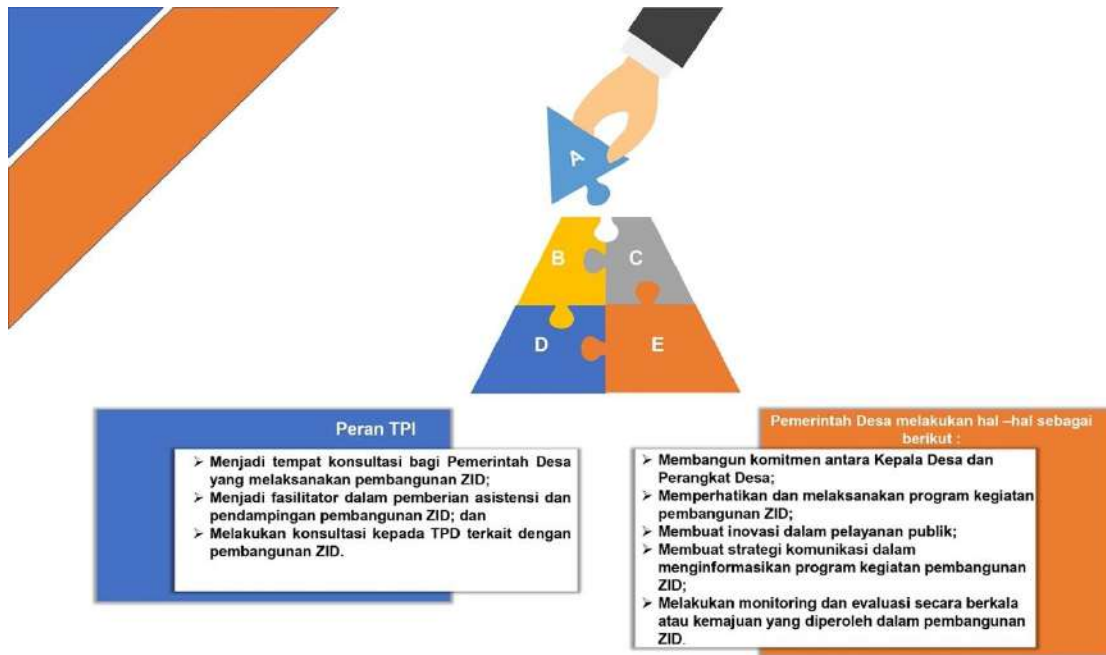 A
B
C
D
E
Peran TPI
➢ Menjadi tempat konsultasi bagi Pemerintah Desa
yang melaksanakan pembangunan ZID;
➢ Menjadi fasilitator dalam pemberian asistensi dan
pendampingan pembangunan ZID; dan
➢ Melakukan konsultasi kepada TPD terkait dengan
pembangunan ZID.
Pemerintah Desa melakukan hal –hal sebagai
berikut :
➢ Membangun komitmen antara Kepala Desa dan
Perangkat Desa;
➢ Memperhatikan dan melaksanakan program kegiatan
pembangunan ZID;
➢ Membuat inovasi dalam pelayanan publik;
➢ Membuat strategi komunikasi dalam
menginformasikan program kegiatan pembangunan
ZID;
➢ Melakukan monitoring dan evaluasi secara berkala
atau kemajuan yang diperoleh dalam pembangunan
ZID.